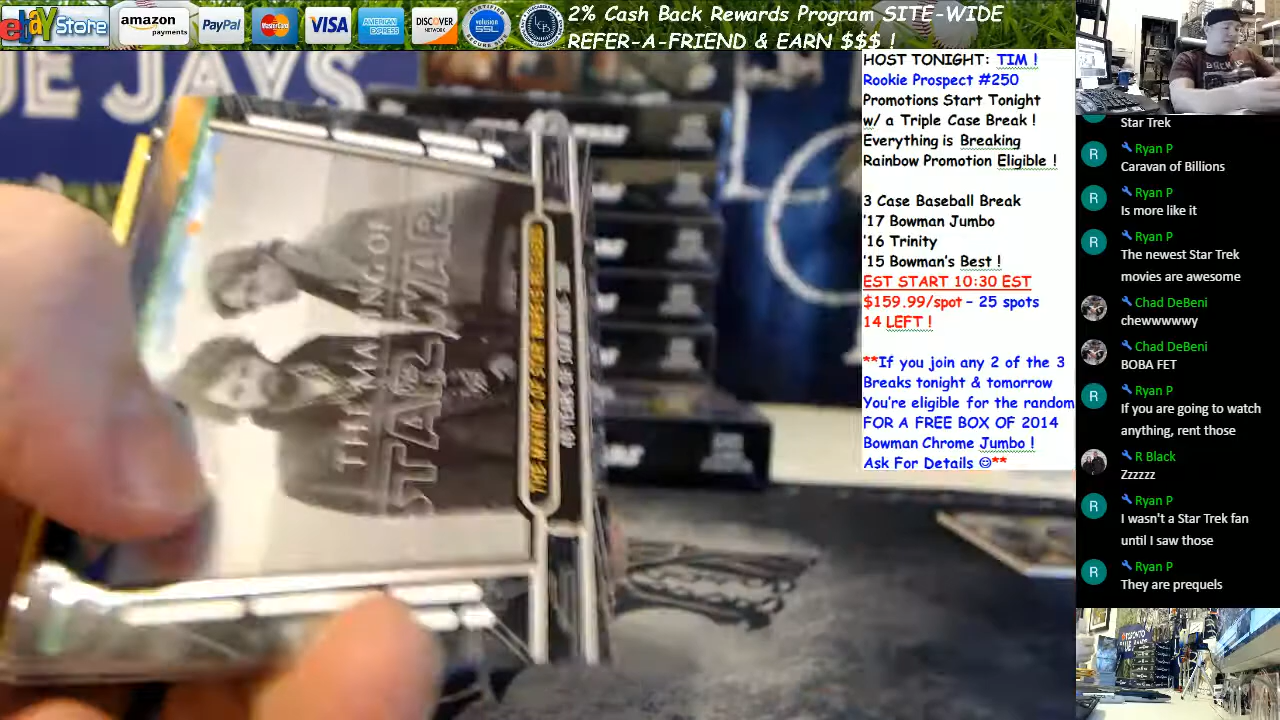 ebay Store
amazon
payments
PayPal
MasterCard
VISA
AMERICAN
EXPRESS
DISCOVER
NETWORK
volusion
SSL
2% Cash Back Rewards Program SITE-WIDE
REFER-A-FRIEND & EARN $$$ !
HOST TONIGHT: TIM !
Rookie Prospect #250
Promotions Start Tonight
w/ a Triple Case Break !
Everything is Breaking
Rainbow Promotion Eligible !
3 Case Baseball Break
'17 Bowman Jumbo
'16 Trinity
'15 Bowman's Best !
EST START 10:30 EST
$159.99/spot – 25 spots
14 LEFT !
**If you join any 2 of the 3
Breaks tonight & tomorrow
You're eligible for the random
FOR A FREE BOX OF 2014
Bowman Chrome Jumbo !
Ask For Details ☺**
Star Trek
R
Ryan P
Caravan of Billions
R
Ryan P
Is more like it
R
Ryan P
The newest Star Trek
movies are awesome
Chad DeBeni
chewwwwwy
Chad DeBeni
BOBA FET
R
Ryan P
If you are going to watch
anything, rent those
R Black
Zzzzzz
R
Ryan P
I wasn't a Star Trek fan
until I saw those
R
Ryan P
They are prequels
JAYS
THE MAKING OF
STAR WARS